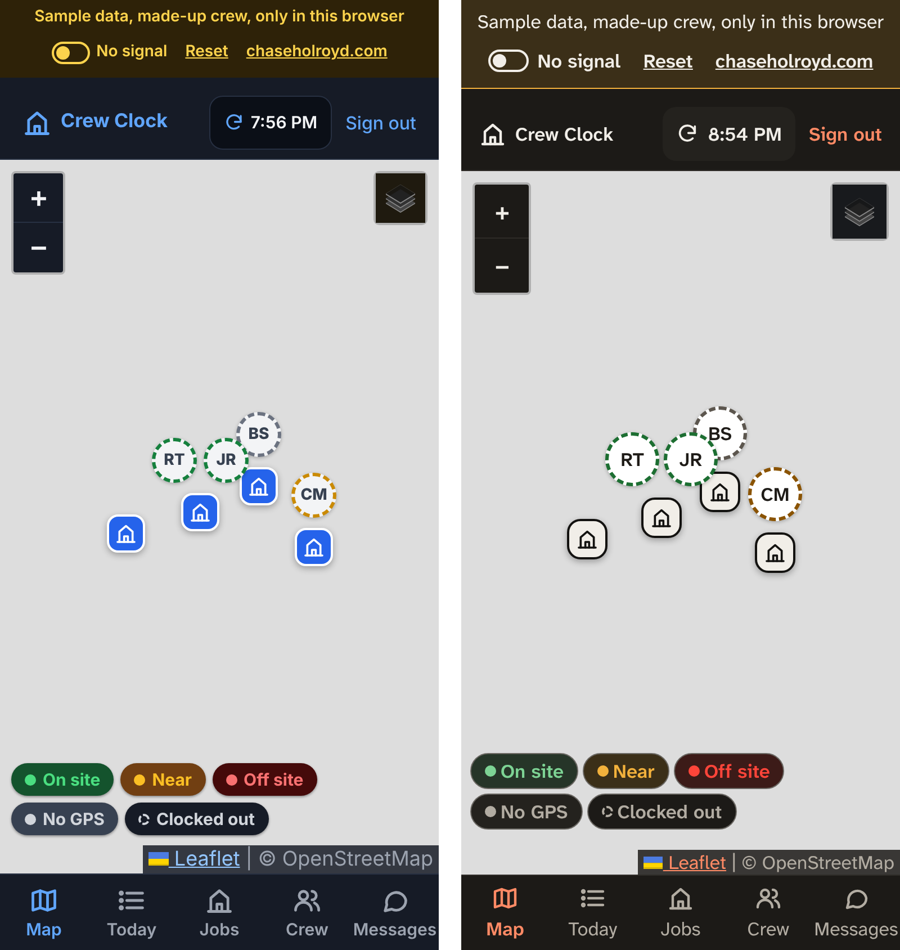 Sample data, made-up crew, only in this browser
No signal Reset chaseholroyd.com
Crew Clock 7:56 PM Sign out
+
−
BS
RT JR
CM
On site Near Off site
No GPS Clocked out
Leaflet | © OpenStreetMap
Map Today Jobs Crew Messages
Sample data, made-up crew, only in this browser
No signal Reset chaseholroyd.com
Crew Clock 8:54 PM Sign out
+
−
BS
RT JR
CM
On site Near Off site
No GPS Clocked out
Leaflet | © OpenStreetMap
Map Today Jobs Crew Messages